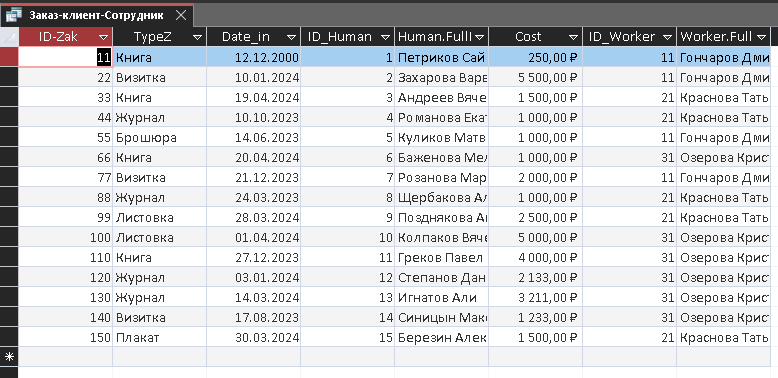 Заказ-клиент-Сотрудник
ID-Zak TypeZ Date_in ID_Human Human.Full Cost ID_Worker Worker.Full
11 Книга 12.12.2000 1 Петриков Сай 250,00 ₽ 11 Гончаров Дми
22 Визитка 10.01.2024 2 Захарова Варв 5 500,00 ₽ 11 Гончаров Дми
33 Книга 19.04.2024 3 Андреев Вяче 1 500,00 ₽ 21 Краснова Тать
44 Журнал 10.10.2023 4 Романова Екат 1 000,00 ₽ 21 Краснова Тать
55 Брошюра 14.06.2023 5 Куликов Матв 1 000,00 ₽ 11 Гончаров Дми
66 Книга 20.04.2024 6 Баженова Мел 1 000,00 ₽ 31 Озерова Крис
77 Визитка 21.12.2023 7 Розанова Мар 2 000,00 ₽ 11 Гончаров Дми
88 Журнал 24.03.2023 8 Щербакова Ал 1 000,00 ₽ 21 Краснова Тать
99 Листовка 28.03.2024 9 Позднякова А 2 500,00 ₽ 21 Краснова Тать
100 Листовка 01.04.2024 10 Колпаков Вяче 5 000,00 ₽ 31 Озерова Крис
110 Книга 27.12.2023 11 Греков Павел 4 000,00 ₽ 31 Озерова Крис
120 Журнал 03.01.2024 12 Степанов Дан 2 133,00 ₽ 31 Озерова Крис
130 Журнал 14.03.2024 13 Игнатов Али 3 211,00 ₽ 31 Озерова Крис
140 Визитка 17.08.2023 14 Синицын Макс 1 233,00 ₽ 31 Озерова Крис
150 Плакат 30.03.2024 15 Березин Алек 1 500,00 ₽ 21 Краснова Тать